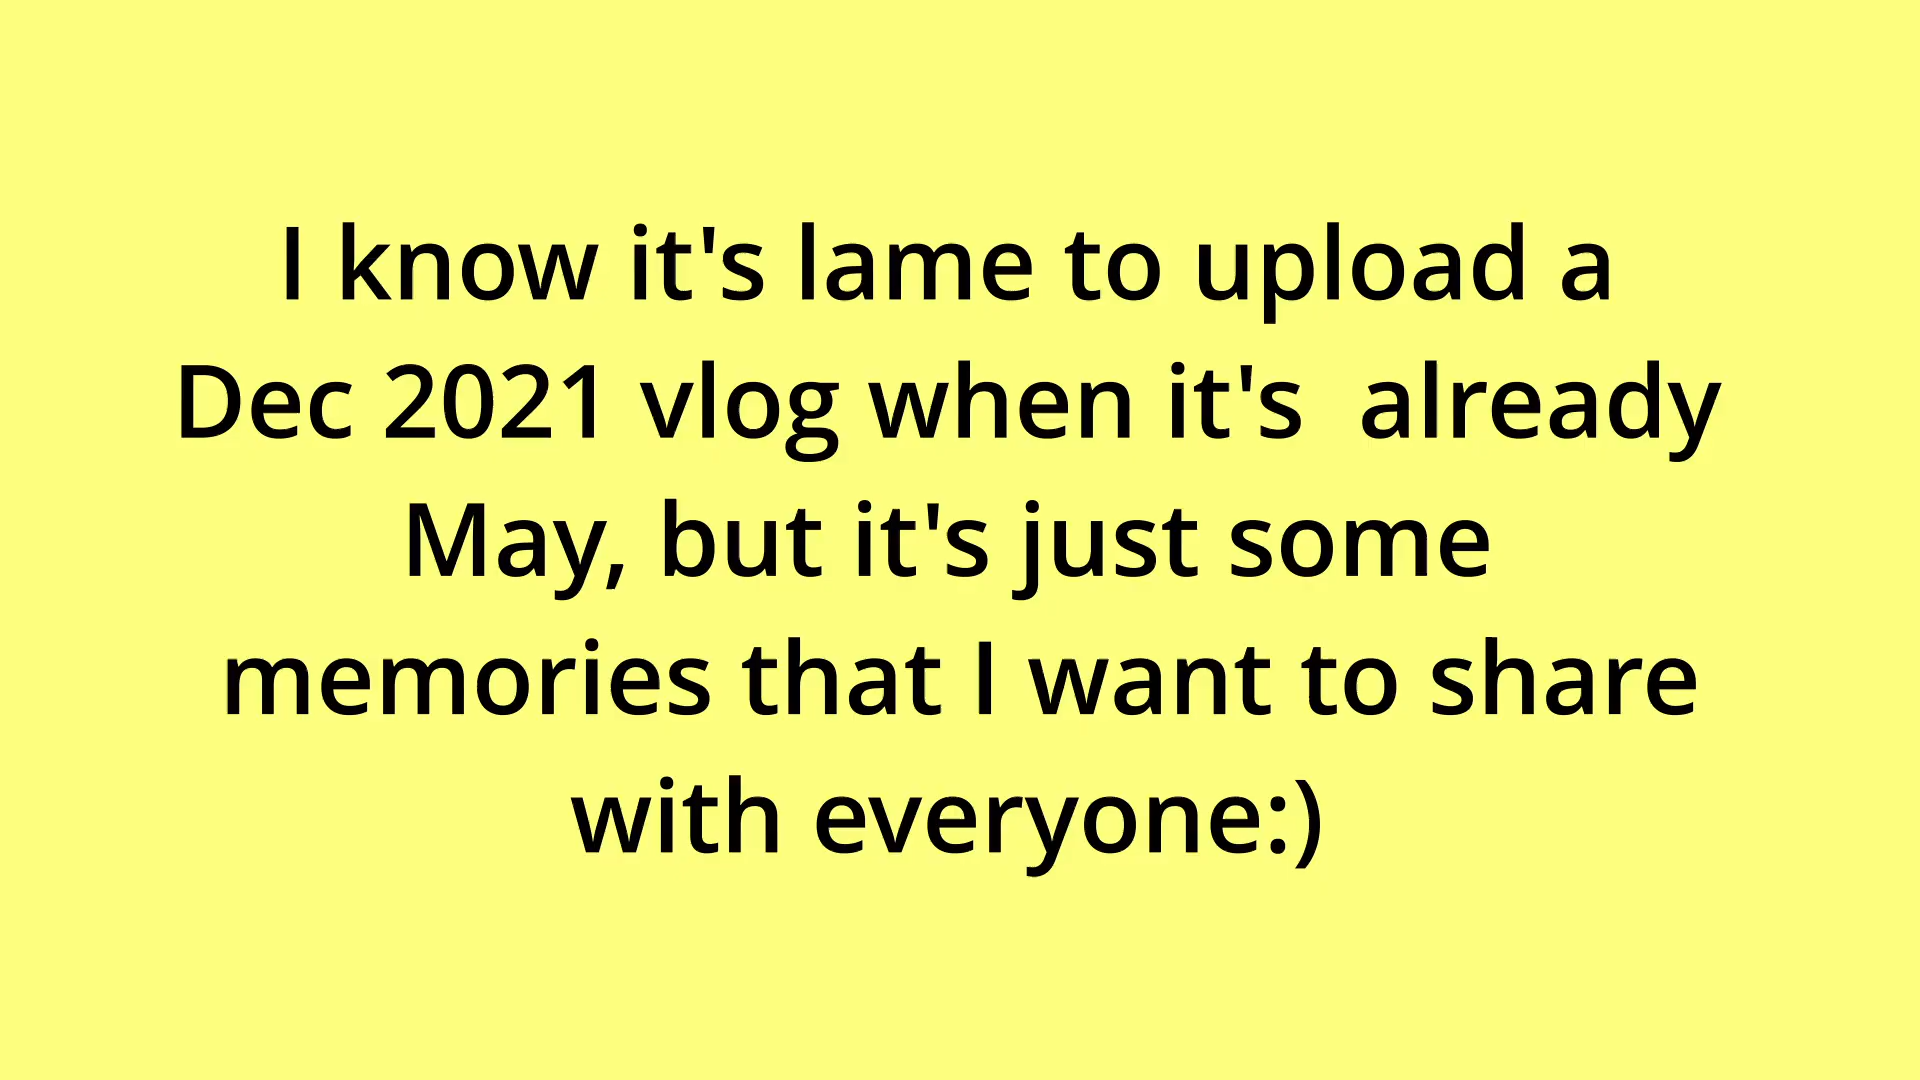 I know it's lame to upload a
Dec 2021 vlog when it's  already
May, but it's just some
memories that I want to share
with everyone:)